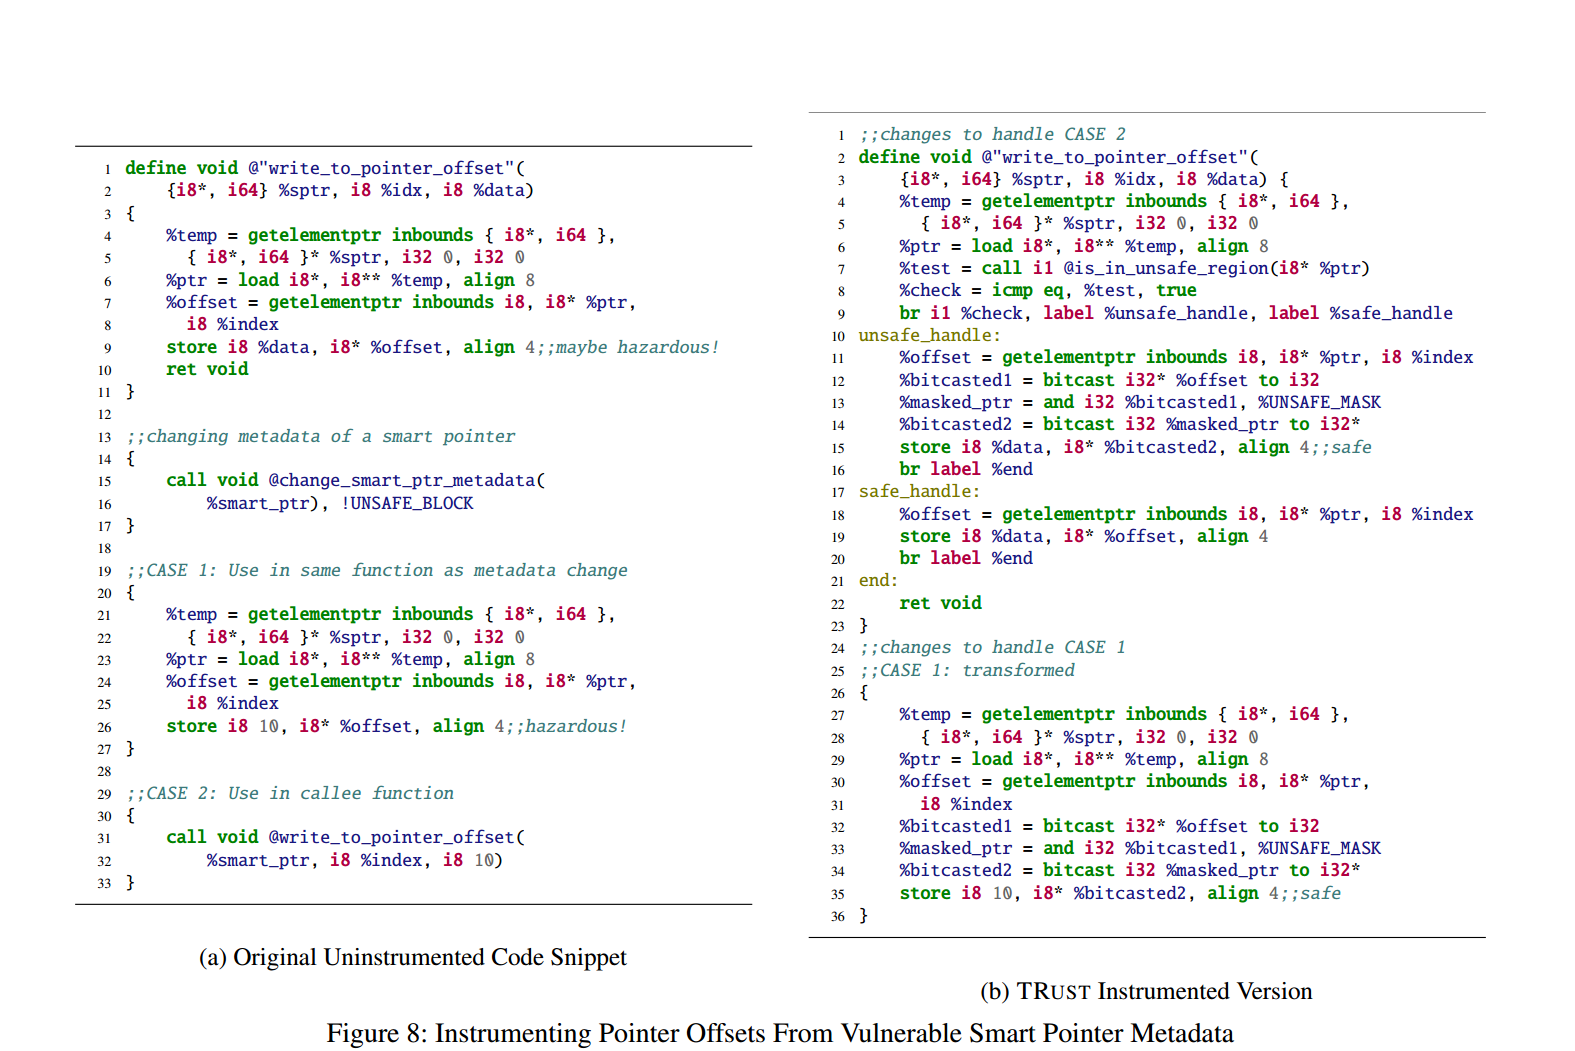 1 define void @"write_to_pointer_offset"(
2 {i8*, i64} %sptr, i8 %idx, i8 %data)
3 {
4 %temp = getelementptr inbounds { i8*, i64 },
5 { i8*, i64 }* %sptr, i32 0, i32 0
6 %ptr = load i8*, i8** %temp, align 8
7 %offset = getelementptr inbounds i8, i8* %ptr,
8 i8 %index
9 store i8 %data, i8* %offset, align 4;;maybe hazardous!
10 ret void
11 }
12
13 ;;changing metadata of a smart pointer
14 {
15 call void @change_smart_ptr_metadata(
16 %smart_ptr), !UNSAFE_BLOCK
17 }
18
19 ;;CASE 1: Use in same function as metadata change
20 {
21 %temp = getelementptr inbounds { i8*, i64 },
22 { i8*, i64 }* %sptr, i32 0, i32 0
23 %ptr = load i8*, i8** %temp, align 8
24 %offset = getelementptr inbounds i8, i8* %ptr,
25 i8 %index
26 store i8 10, i8* %offset, align 4;;hazardous!
27 }
28
29 ;;CASE 2: Use in callee function
30 {
31 call void @write_to_pointer_offset(
32 %smart_ptr, i8 %index, i8 10)
33 }
(a) Original Uninstrumented Code Snippet
1 ;;changes to handle CASE 2
2 define void @"write_to_pointer_offset"(
3 {i8*, i64} %sptr, i8 %idx, i8 %data) {
4 %temp = getelementptr inbounds { i8*, i64 },
5 { i8*, i64 }* %sptr, i32 0, i32 0
6 %ptr = load i8*, i8** %temp, align 8
7 %test = call i1 @is_in_unsafe_region(i8* %ptr)
8 %check = icmp eq, %test, true
9 br i1 %check, label %unsafe_handle, label %safe_handle
10 unsafe_handle:
11 %offset = getelementptr inbounds i8, i8* %ptr, i8 %index
12 %bitcasted1 = bitcast i32* %offset to i32
13 %masked_ptr = and i32 %bitcasted1, %UNSAFE_MASK
14 %bitcasted2 = bitcast i32 %masked_ptr to i32*
15 store i8 %data, i8* %bitcasted2, align 4;;safe
16 br label %end
17 safe_handle:
18 %offset = getelementptr inbounds i8, i8* %ptr, i8 %index
19 store i8 %data, i8* %offset, align 4
20 br label %end
21 end:
22 ret void
23 }
24 ;;changes to handle CASE 1
25 ;;CASE 1: transformed
26 {
27 %temp = getelementptr inbounds { i8*, i64 },
28 { i8*, i64 }* %sptr, i32 0, i32 0
29 %ptr = load i8*, i8** %temp, align 8
30 %offset = getelementptr inbounds i8, i8* %ptr,
31 i8 %index
32 %bitcasted1 = bitcast i32* %offset to i32
33 %masked_ptr = and i32 %bitcasted1, %UNSAFE_MASK
34 %bitcasted2 = bitcast i32 %masked_ptr to i32*
35 store i8 10, i8* %bitcasted2, align 4;;safe
36 }
(b) TRUST Instrumented Version
Figure 8: Instrumenting Pointer Offsets From Vulnerable Smart Pointer Metadata